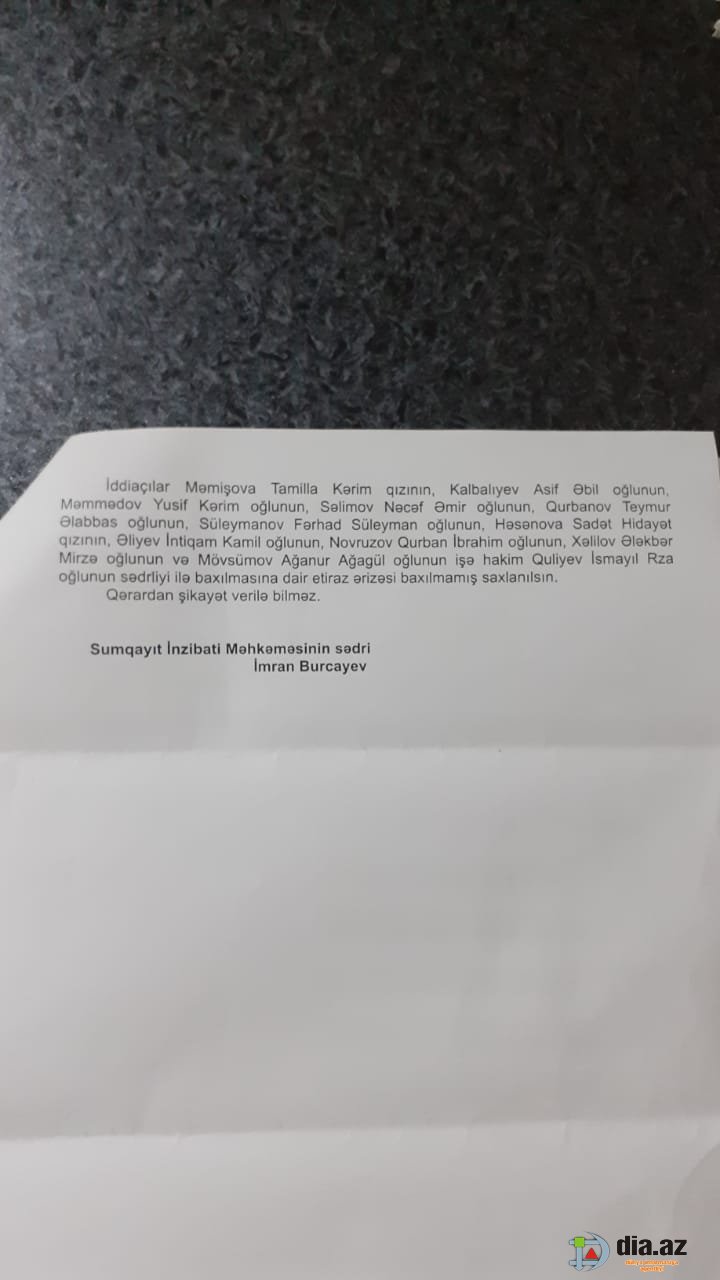 İddiaçılar Məmişova Tamilla Kərim qızının, Kalbalıyev Asif Əbil oğlunun,
Məmmədov Yusif Kərim oğlunun, Səlimov Nəcəf Əmir oğlunun, Qurbanov Teymur
Əlabbas oğlunun, Süleymanov Fərhad Süleyman oğlunun, Həsənova Sadət Hidayət
qızının, Əliyev İntiqam Kamil oğlunun, Novruzov Qurban İbrahim oğlunun, Xəlilov Ələkbər
Mirzə oğlunun və Mövsümov Ağanur Ağagül oğlunun işə hakim Quliyev İsmayıl Rza
oğlunun sədrliyi ilə baxılmasına dair etiraz ərizəsi baxılmamış saxlanılsın.
Qərardan şikayət verilə bilməz.
Sumqayıt İnzibati Məhkəməsinin sədri
İmran Burcayev
dia.az